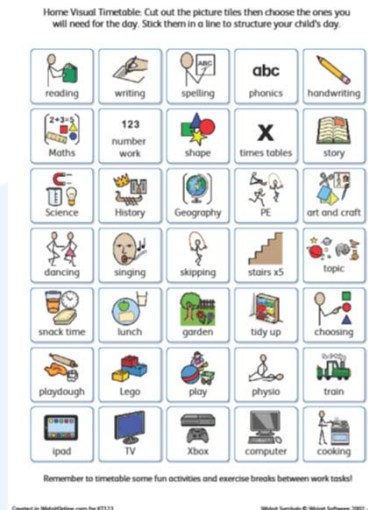 Home Visual Timetable: Cut out the picture tiles then choose the ones you
will need for the day. Stick them in a line to structure your child's day.
ABC
abc
reading
writing
spelling
phonics
handwriting
2+3=5
123
x
Maths
number
work
shape
times tables
story
Science
History
Geography
PE
art and craft
dancing
singing
skipping
stairs x5
topic
snack time
lunch
garden
tidy up
choosing
playdough
Lego
play
physio
train
ipad
TV
Xbox
computer
cooking
Remember to timetable some fun activities and exercise breaks between work tasks!